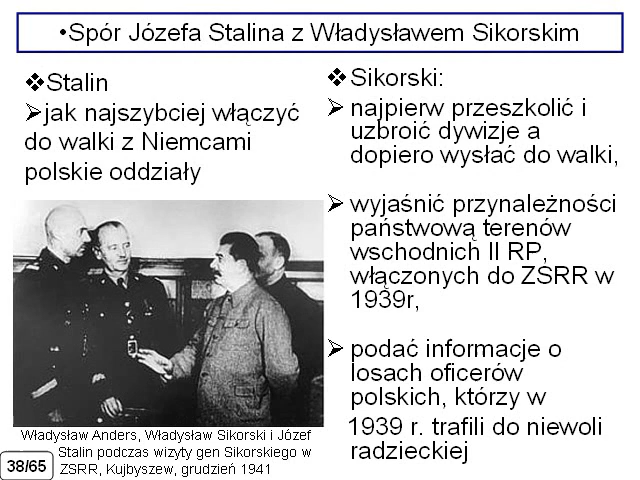 •Spór Józefa Stalina z Władysławem Sikorskim
❖Stalin
➢jak najszybciej włączyć
do walki z Niemcami
polskie oddziały
❖Sikorski:
➢ najpierw przeszkolić i
uzbroić dywizje a
dopiero wysłać do walki,
➢ wyjaśnić przynależności
państwową terenów
wschodnich II RP,
włączonych do ZSRR w
1939r,
➢ podać informacje o
losach oficerów
polskich, którzy w
1939 r. trafili do niewoli
radzieckiej
Władysław Anders, Władysław Sikorski i Józef
Stalin podczas wizyty gen Sikorskiego w
ZSRR, Kujbyszew, grudzień 1941
38/65